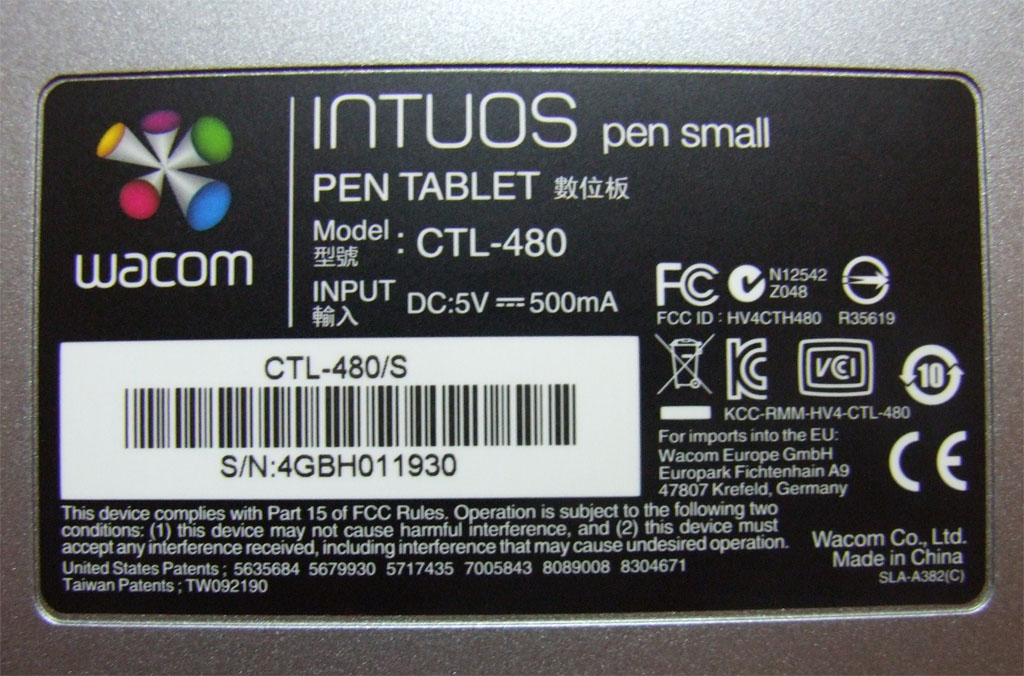 wacom
INTUOS pen small
PEN TABLET 數位板
Model : CTL-480
型號
INPUT DC:5V 500mA
輸入
FC N12542
Z048
FCC ID : HV4CTH480 R35619
CTL-480/S
S/N:4GBH011930
VCI 10
KCC-RMM-HV4-CTL-480
For imports into the EU:
Wacom Europe GmbH
Europark Fichtenhain A9
47807 Krefeld, Germany
CE
This device complies with Part 15 of FCC Rules. Operation is subject to the following two
conditions: (1) this device may not cause harmful interference, and (2) this device must
accept any interference received, including interference that may cause undesired operation.
United States Patents ; 5635684 5679930 5717435 7005843 8089008 8304671
Taiwan Patents ; TW092190
Wacom Co., Ltd.
Made in China
SLA-A382(C)